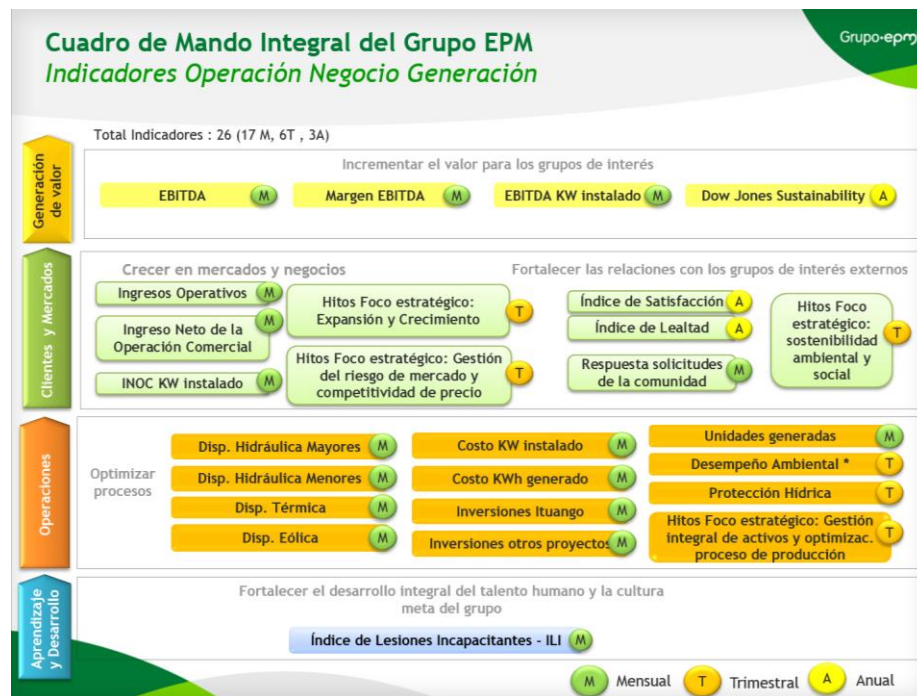 Cuadro de Mando Integral del Grupo EPM
Indicadores Operación Negocio Generación
Grupo·epm
Total Indicadores : 26 (17 M, 6T , 3A)
Generación
de valor
Incrementar el valor para los grupos de interés
EBITDA M
Margen EBITDA M
EBITDA KW instalado M
Dow Jones Sustainability A
Clientes y Mercados
Crecer en mercados y negocios
Ingresos Operativos M
Ingreso Neto de la M
Operación Comercial
INOC KW instalado M
Hitos Foco estratégico:
Expansión y Crecimiento T
Hitos Foco estratégico: Gestión
del riesgo de mercado y T
competitividad de precio
Fortalecer las relaciones con los grupos de interés externos
Índice de Satisfacción A
Índice de Lealtad A
Respuesta solicitudes M
de la comunidad
Hitos Foco
estratégico: T
sostenibilidad
ambiental y
social
Operaciones
Optimizar
procesos
Disp. Hidráulica Mayores M
Disp. Hidráulica Menores M
Disp. Térmica M
Disp. Eólica M
Costo KW instalado M
Costo KWh generado M
Inversiones Ituango M
Inversiones otros proyectos M
Unidades generadas M
Desempeño Ambiental * T
Protección Hídrica T
Hitos Foco estratégico: Gestión
integral de activos y optimizac. T
proceso de producción
Aprendizaje
y Desarrollo
Fortalecer el desarrollo integral del talento humano y la cultura
meta del grupo
Índice de Lesiones Incapacitantes - ILI M
M Mensual T Trimestral A Anual